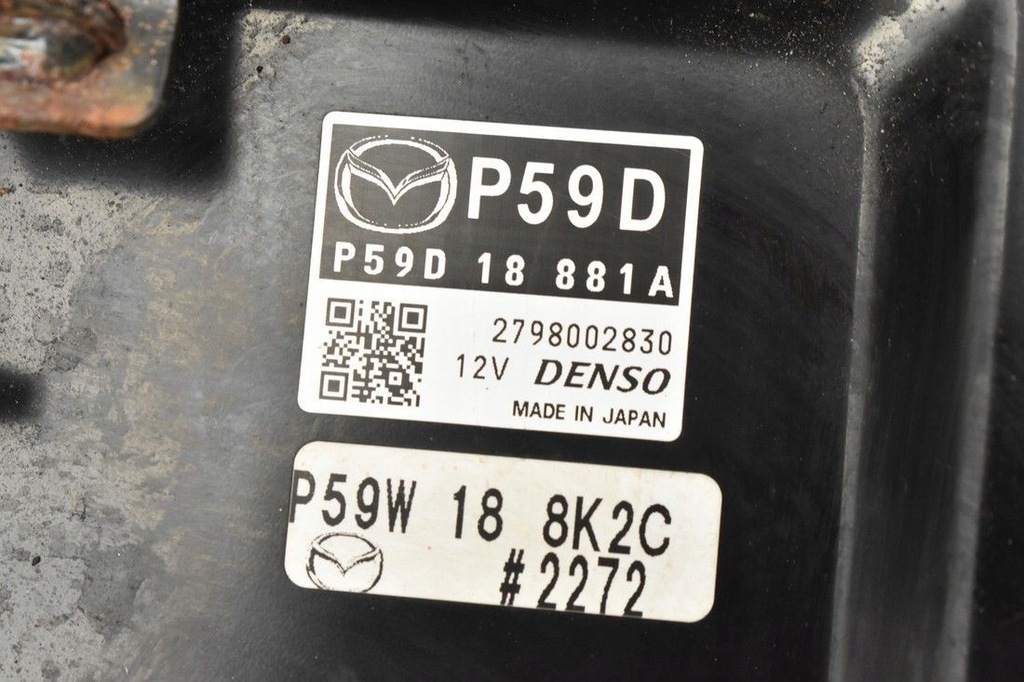 P59D
P59D 18 881A
2798002830
12V DENSO
MADE IN JAPAN
P59W 18 8K2C
#2272